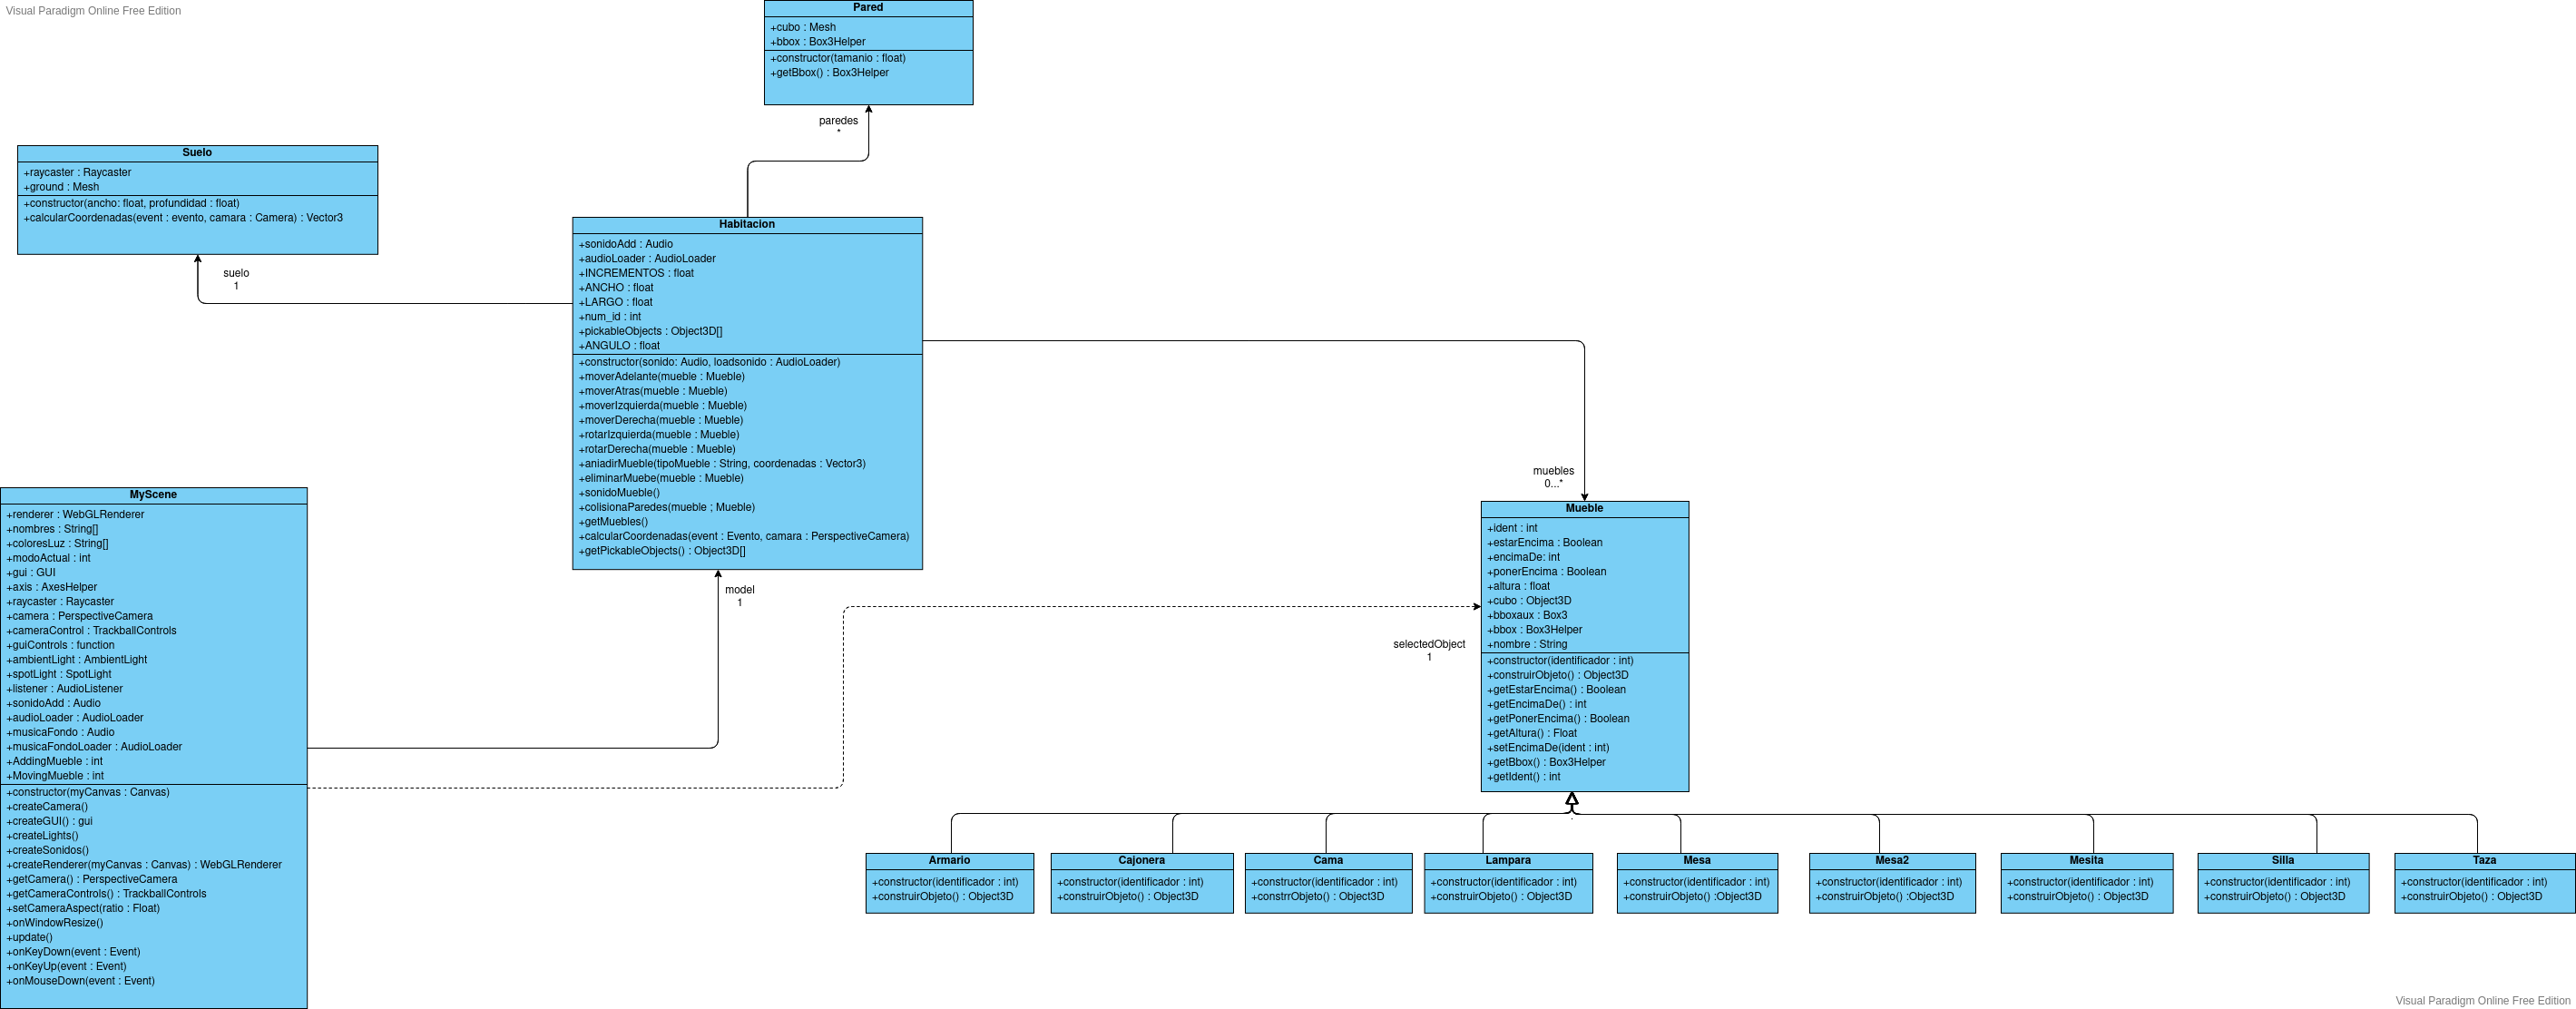 Visual Paradigm Online Free Edition
Pared
+cubo : Mesh
+bbox : Box3Helper
+constructor(tamanio : float)
+getBbox() : Box3Helper
paredes
*
Suelo
+raycaster : Raycaster
+ground : Mesh
+constructor(ancho: float, profundidad : float)
+calcularCoordenadas(event : evento, camara : Camera) : Vector3
suelo
1
Habitacion
+sonidoAdd : Audio
+audioLoader : AudioLoader
+INCREMENTOS : float
+ANCHO : float
+LARGO : float
+num_id : int
+pickableObjects : Object3D[]
+ANGULO : float
+constructor(sonido: Audio, loadsonido : AudioLoader)
+moverAdelante(mueble : Mueble)
+moverAtras(mueble : Mueble)
+moverIzquierda(mueble : Mueble)
+moverDerecha(mueble : Mueble)
+rotarIzquierda(mueble : Mueble)
+rotarDerecha(mueble : Mueble)
+aniadirMueble(tipoMueble : String, coordenadas : Vector3)
+eliminarMuebe(mueble : Mueble)
+sonidoMueble()
+colisionaParedes(mueble ; Mueble)
+getMuebles()
+calcularCoordenadas(event : Evento, camara : PerspectiveCamera)
+getPickableObjects() : Object3D[]
model
1
muebles
0...*
MyScene
+renderer : WebGLRenderer
+nombres : String[]
+coloresLuz : String[]
+modoActual : int
+gui : GUI
+axis : AxesHelper
+raycaster : Raycaster
+camera : PerspectiveCamera
+cameraControl : TrackballControls
+guiControls : function
+ambientLight : AmbientLight
+spotLight : SpotLight
+listener : AudioListener
+sonidoAdd : Audio
+audioLoader : AudioLoader
+musicaFondo : Audio
+musicaFondoLoader : AudioLoader
+AddingMueble : int
+MovingMueble : int
+constructor(myCanvas : Canvas)
+createCamera()
+createGUI() : gui
+createLights()
+createSonidos()
+createRenderer(myCanvas : Canvas) : WebGLRenderer
+getCamera() : PerspectiveCamera
+getCameraControls() : TrackballControls
+setCameraAspect(ratio : Float)
+onWindowResize()
+update()
+onKeyDown(event : Event)
+onKeyUp(event : Event)
+onMouseDown(event : Event)
selectedObject
1
Mueble
+ident : int
+estarEncima : Boolean
+encimaDe: int
+ponerEncima : Boolean
+altura : float
+cubo : Object3D
+bboxaux : Box3
+bbox : Box3Helper
+nombre : String
+constructor(identificador : int)
+construirObjeto() : Object3D
+getEstarEncima() : Boolean
+getEncimaDe() : int
+getPonerEncima() : Boolean
+getAltura() : Float
+setEncimaDe(ident : int)
+getBbox() : Box3Helper
+getIdent() : int
Armario
+constructor(identificador : int)
+construirObjeto() : Object3D
Cajonera
+constructor(identificador : int)
+construirObjeto() : Object3D
Cama
+constructor(identificador : int)
+constrrObjeto() : Object3D
Lampara
+constructor(identificador : int)
+construirObjeto() : Object3D
Mesa
+constructor(identificador : int)
+construirObjeto() :Object3D
Mesa2
+constructor(identificador : int)
+construirObjeto() :Object3D
Mesita
+constructor(identificador : int)
+construirObjeto() : Object3D
Silla
+constructor(identificador : int)
+construirObjeto() : Object3D
Taza
+constructor(identificador : int)
+construirObjeto() : Object3D
Visual Paradigm Online Free Edition